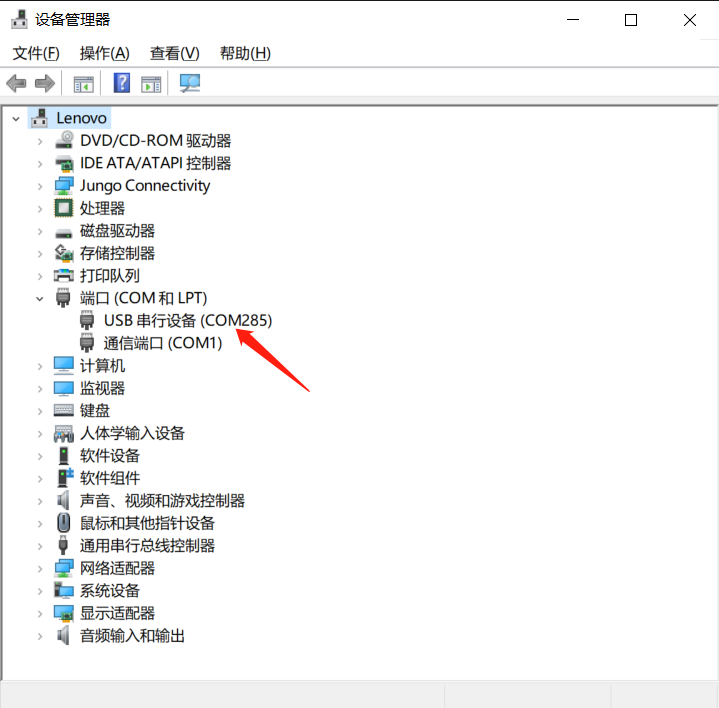 设备管理器
文件(F) 操作(A) 查看(V) 帮助(H)
Lenovo
DVD/CD-ROM 驱动器
IDE ATA/ATAPI 控制器
Jungo Connectivity
处理器
磁盘驱动器
存储控制器
打印队列
端口 (COM 和 LPT)
USB 串行设备 (COM285)
通信端口 (COM1)
计算机
监视器
键盘
人体学输入设备
软件设备
软件组件
声音、视频和游戏控制器
鼠标和其他指针设备
通用串行总线控制器
网络适配器
系统设备
显示适配器
音频输入和输出